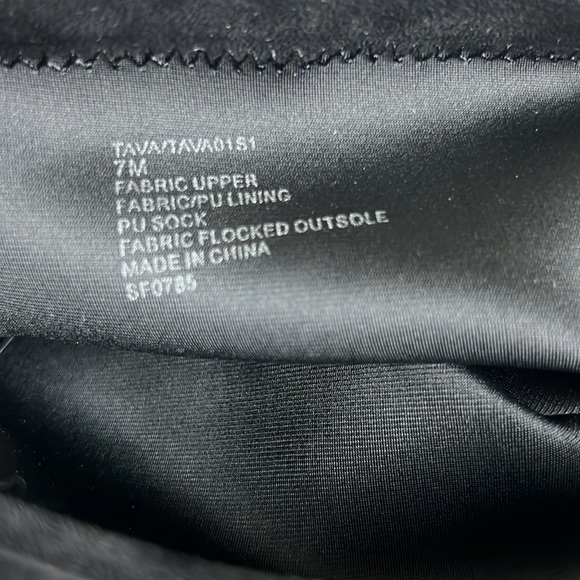 TAVA/TAVA01S1
7M
FABRIC UPPER
FABRIC/PU LINING
PU SOCK
FABRIC FLOCKED OUTSOLE
MADE IN CHINA
SF0785